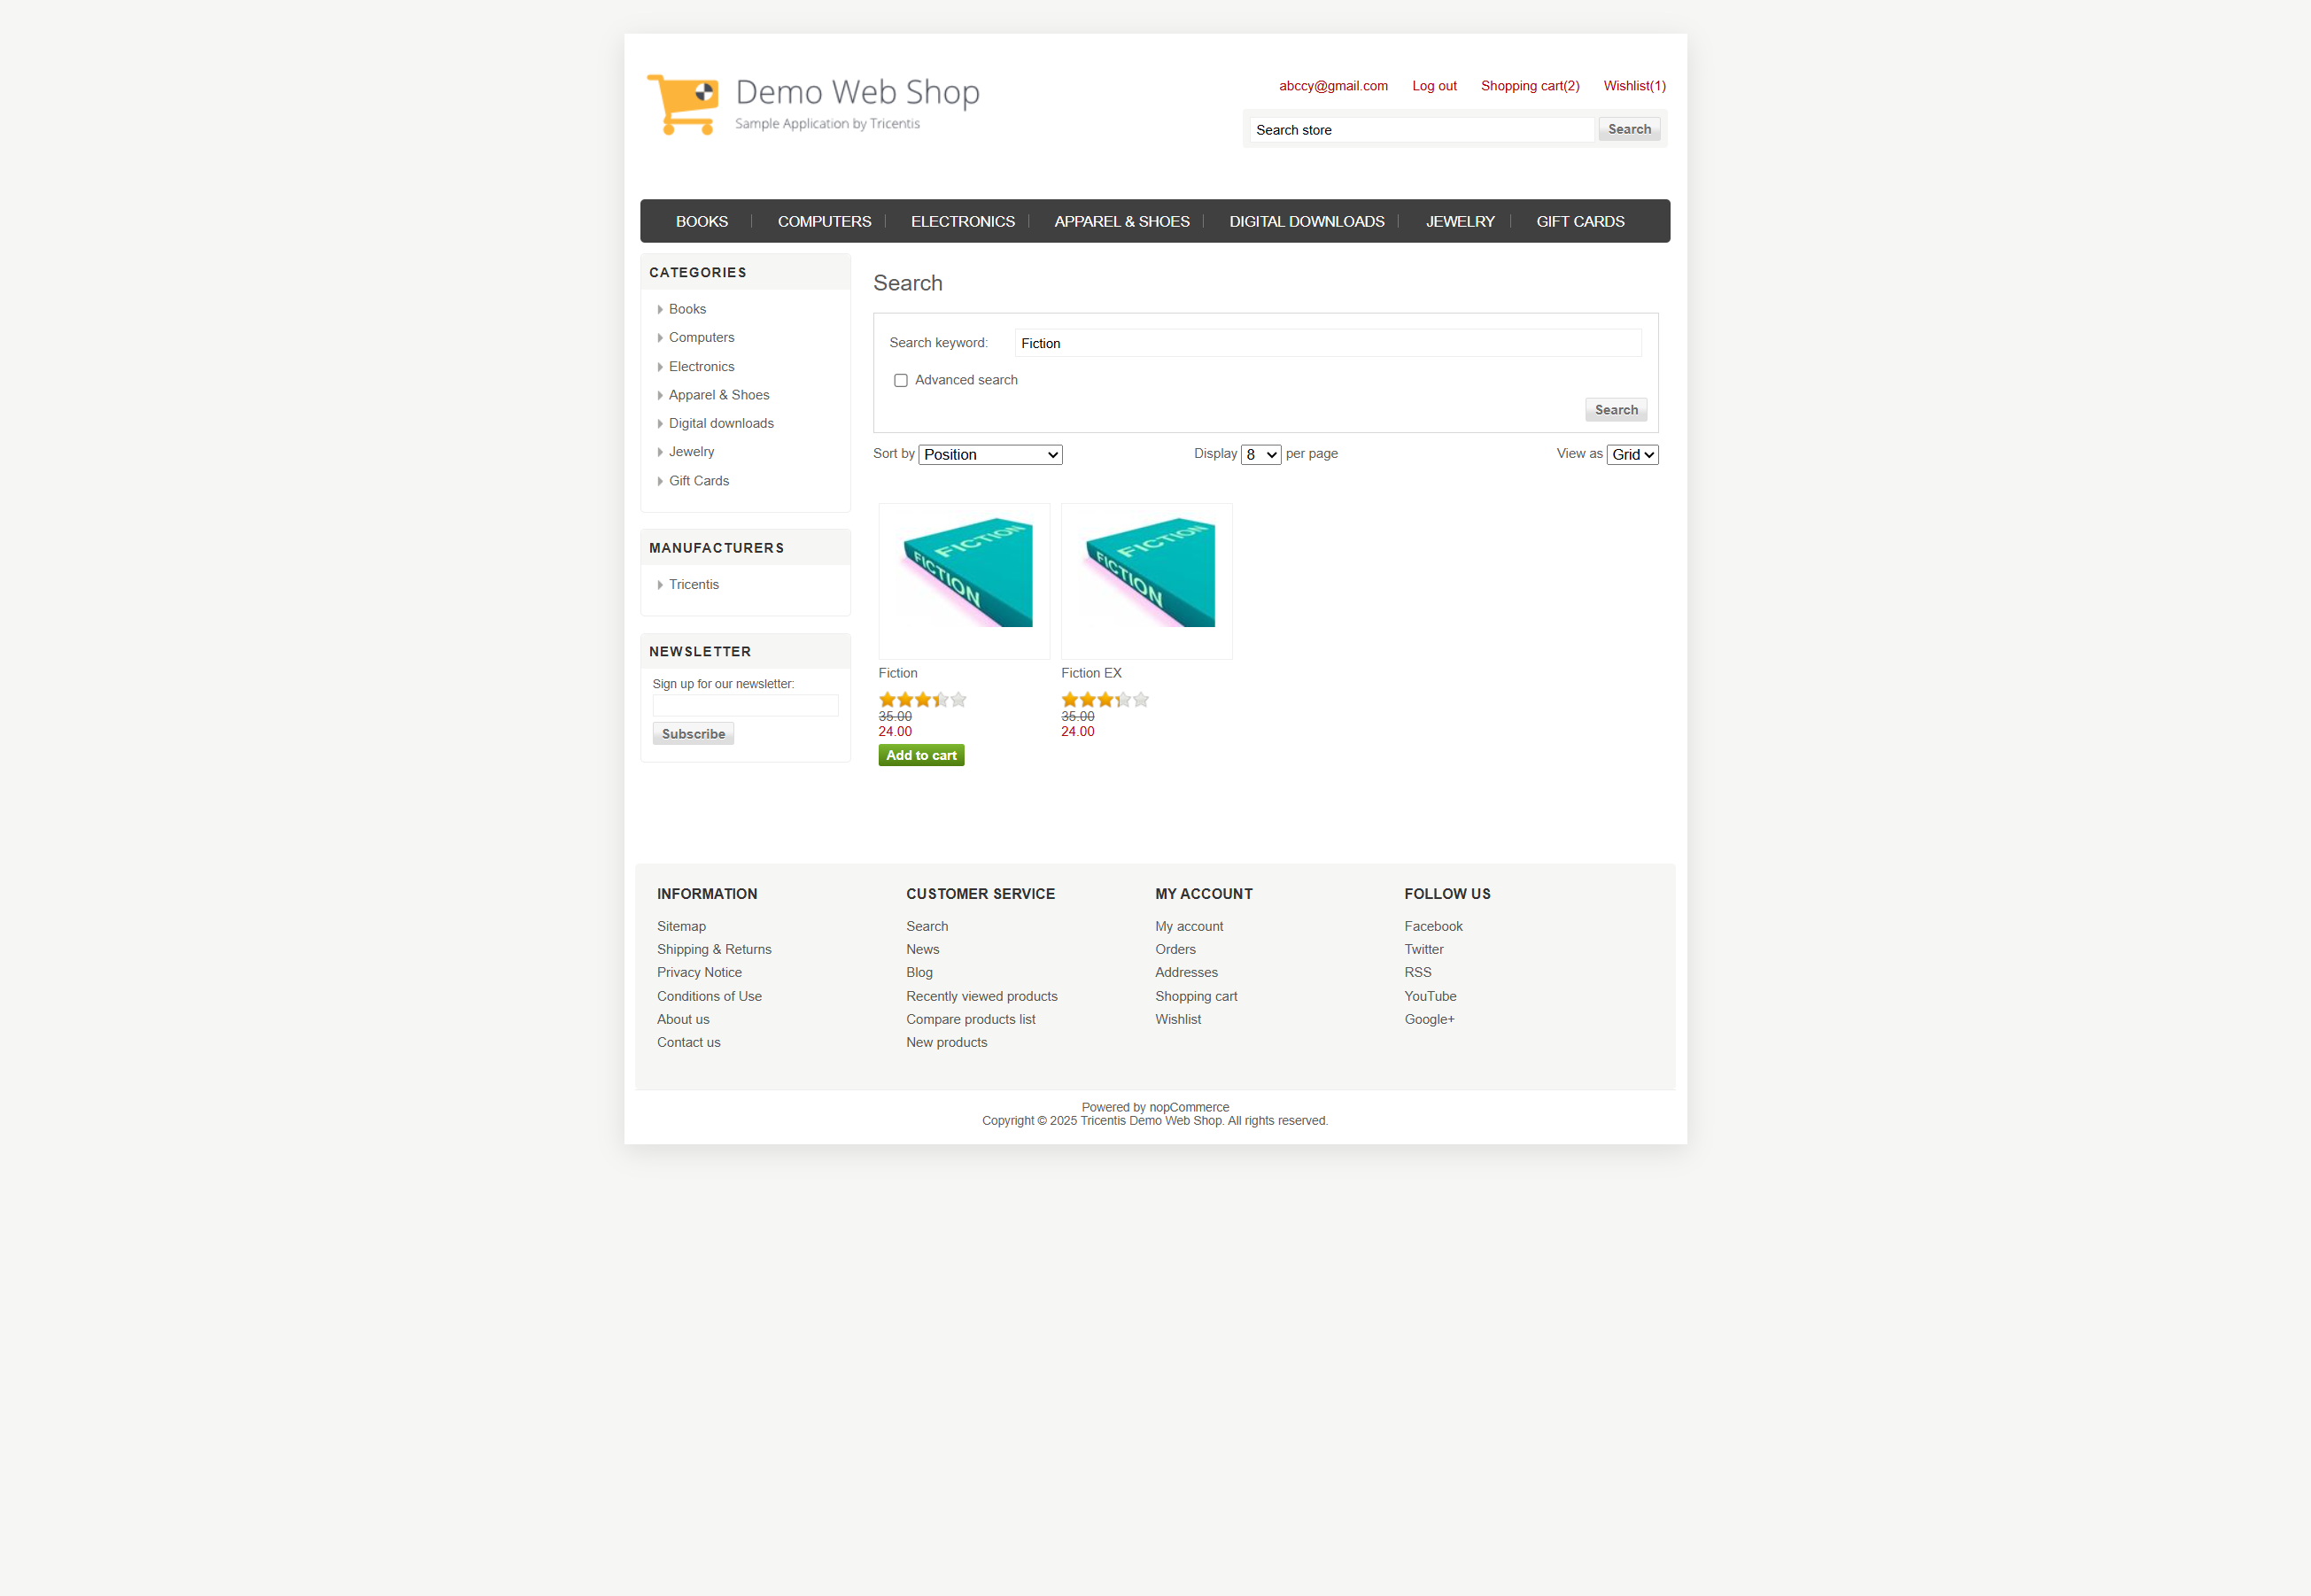 Demo Web Shop
Sample Application by Tricentis
abccy@gmail.com Log out Shopping cart(2) Wishlist(1)
Search store Search
BOOKS COMPUTERS ELECTRONICS APPAREL & SHOES DIGITAL DOWNLOADS JEWELRY GIFT CARDS
CATEGORIES
Books
Computers
Electronics
Apparel & Shoes
Digital downloads
Jewelry
Gift Cards
MANUFACTURERS
Tricentis
NEWSLETTER
Sign up for our newsletter:
Subscribe
Search
Search keyword: Fiction
Advanced search
Search
Sort by Position Display 8 per page View as Grid
FICTION
FICTION
FICTION
FICTION
Fiction
35.00
24.00
Add to cart
Fiction EX
35.00
24.00
INFORMATION
Sitemap
Shipping & Returns
Privacy Notice
Conditions of Use
About us
Contact us
CUSTOMER SERVICE
Search
News
Blog
Recently viewed products
Compare products list
New products
MY ACCOUNT
My account
Orders
Addresses
Shopping cart
Wishlist
FOLLOW US
Facebook
Twitter
RSS
YouTube
Google+
Powered by nopCommerce
Copyright © 2025 Tricentis Demo Web Shop. All rights reserved.